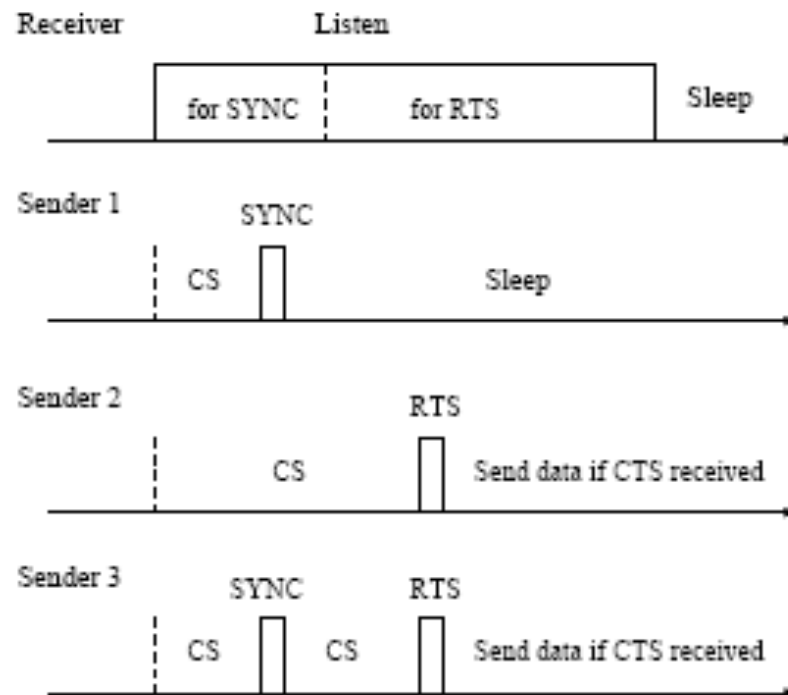 Receiver Listen
for SYNC for RTS Sleep
Sender 1
SYNC
CS Sleep
Sender 2
RTS
CS Send data if CTS received
Sender 3
SYNC RTS
CS CS Send data if CTS received